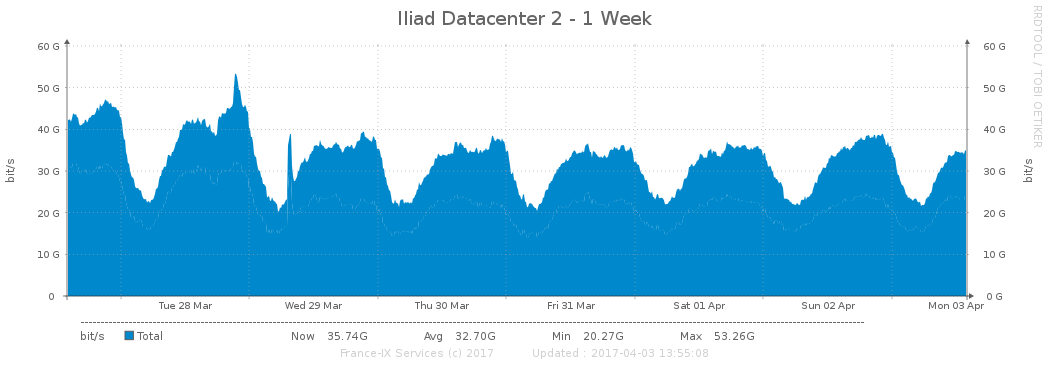 Iliad Datacenter 2 - 1 Week
RRDTOOL / TOBI OETIKER
60 G 60 G
50 G 50 G
40 G 40 G
30 G 30 G
20 G 20 G
10 G 10 G
0 0 G
bit/s
bit/s
Tue 28 Mar Wed 29 Mar Thu 30 Mar Fri 31 Mar Sat 01 Apr Sun 02 Apr Mon 03 Apr
bit/s Total Now 35.74G Avg 32.70G Min 20.27G Max 53.26G
France-IX Services (c) 2017 Updated : 2017-04-03 13:55:08